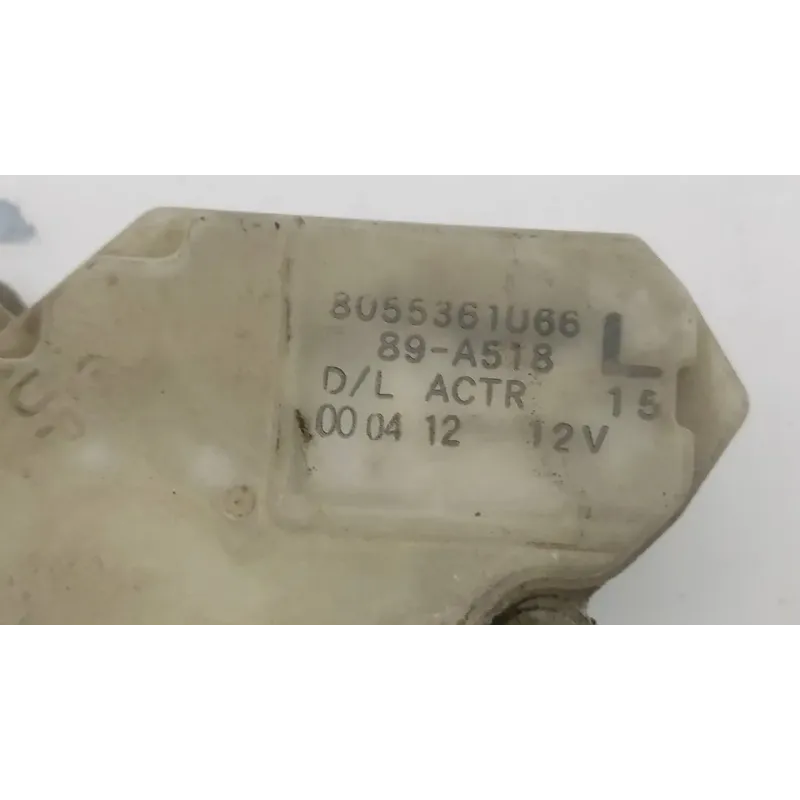 8055361U66
89-A518 L
D/L ACTR 15
00 04 12 12V